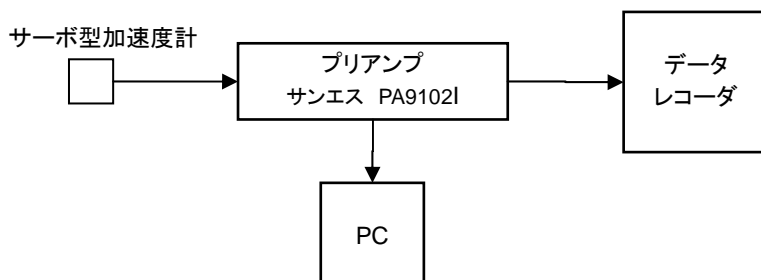 サーボ型加速度計
プリアンプ
サンエス PA9102I
データ
レコーダ
PC